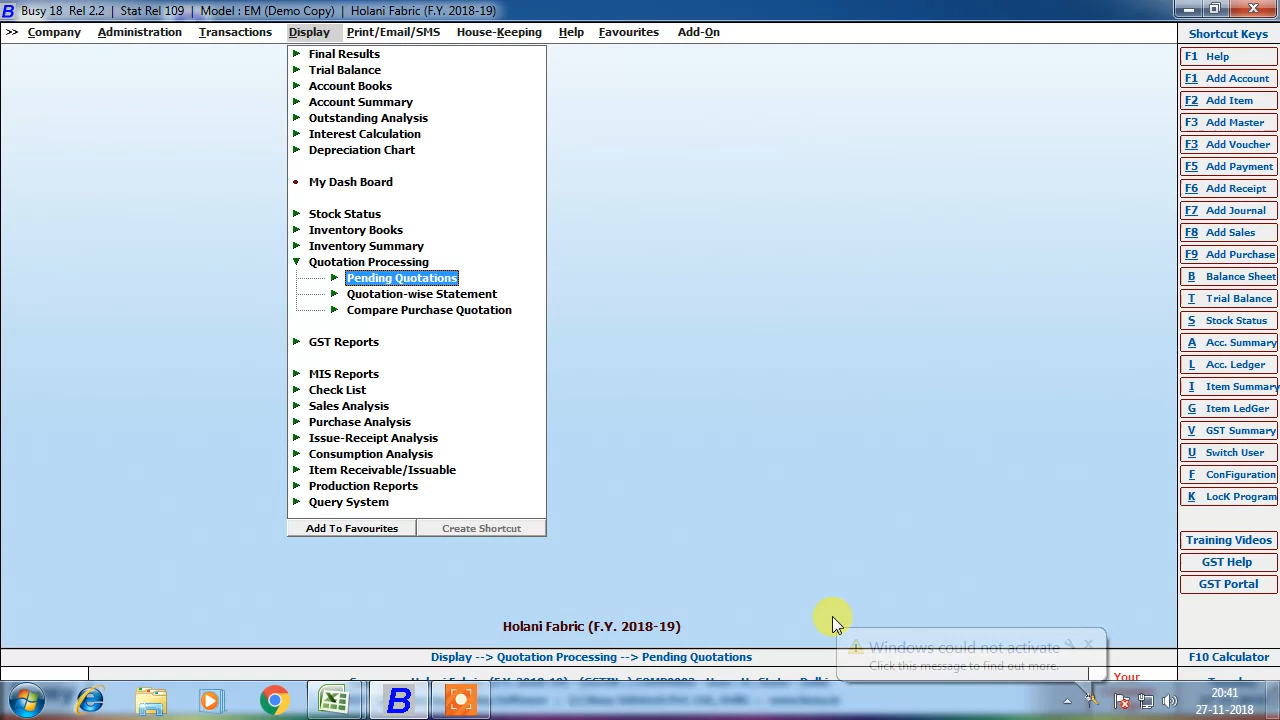 Busy 18 Rel 2.2 | Stat Rel 109 | Model : EM (Demo Copy) | Holani Fabric (F.Y. 2018-19)
>> Company Administration Transactions Display Print/Email/SMS House-Keeping Help Favourites Add-On
Final Results
Trial Balance
Account Books
Account Summary
Outstanding Analysis
Interest Calculation
Depreciation Chart
My Dash Board
Stock Status
Inventory Books
Inventory Summary
Quotation Processing
Pending Quotations
Quotation-wise Statement
Compare Purchase Quotation
GST Reports
MIS Reports
Check List
Sales Analysis
Purchase Analysis
Issue-Receipt Analysis
Consumption Analysis
Item Receivable/Issuable
Production Reports
Query System
Add To Favourites Create Shortcut
Shortcut Keys
F1 Help
F1 Add Account
F2 Add Item
F3 Add Master
F3 Add Voucher
F5 Add Payment
F6 Add Receipt
F7 Add Journal
F8 Add Sales
F9 Add Purchase
B Balance Sheet
T Trial Balance
S Stock Status
A Acc. Summary
L Acc. Ledger
I Item Summary
G Item LedGer
V GST Summary
U Switch User
F ConFiguration
K LocK Program
Training Videos
GST Help
GST Portal
Holani Fabric (F.Y. 2018-19)
Windows could not activate
Click this message to find out more.
Display --> Quotation Processing --> Pending Quotations
F10 Calculator
Your
20:41
27-11-2018